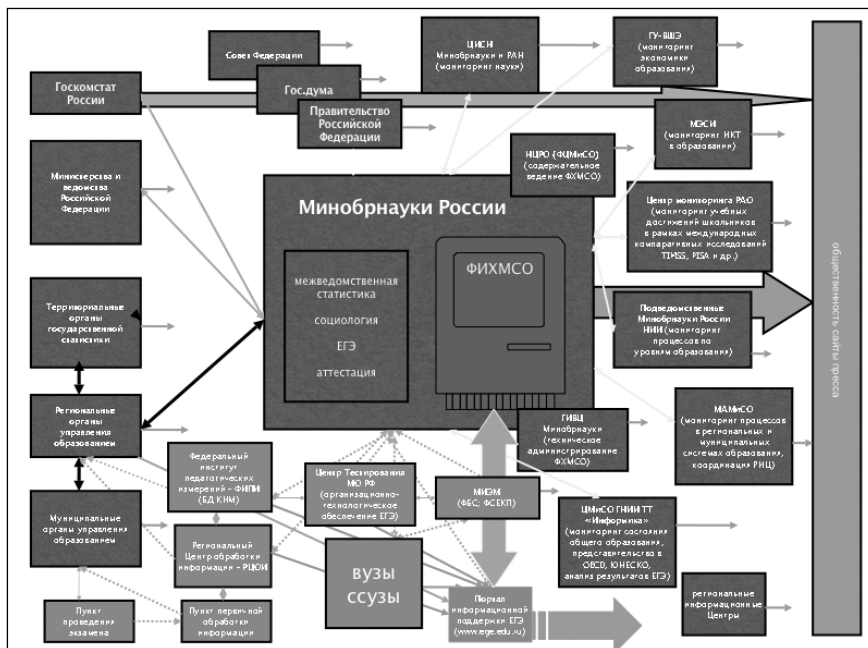 Совет Федерации
Госкомстат
России
Гос.дума
Правительство
Российской
Федерации
ЦИСН
Минобрнауки и РАН
(мониторинг науки)
ГУ-ВШЭ
(мониторинг
экономики
образования)
МЭСИ
(мониторинг ИКТ
в образовании)
Министерства и
ведомства
Российской
Федерации
НЦРО (ФЦМиСО)
(содержательное
ведение ФХМСО)
Минобрнауки России
межведомственная
статистика
социология
ЕГЭ
аттестация
ФИХМСО
Центр мониторинга РАО
(мониторинг учебных
достижений школьников
в рамках международных
компаративных исследований
TIMSS, PISA и др.)
Территориальные
органы
государственной
статистики
Подведомственные
Минобрнауки России
НИИ (мониторинг
процессов по
уровням образования)
общественность сайты пресса
Региональные
органы
управления
образованием
ГИВЦ
Минобрнауки
(техническое
администрирование
ФХМСО)
МАМиСО
(мониторинг процессов
в региональных и
муниципальных
системах образования,
координация РИЦ)
Федеральный
институт
педагогических
измерений - ФИПИ
(БД КИМ)
Центр Тестирования
МО РФ
(организационно-
технологическое
обеспечение ЕГЭ)
МИЭМ
(ФБС; ФСЕКП)
ЦМиСО ГНИИ ТТ
«Информика»
(мониторинг состояния
общего образования,
представительство в
OECD, ЮНЕСКО,
анализ результатов ЕГЭ)
Муниципальные
органы управления
образованием
Региональный
Центр обработки
информации - РЦОИ
вузы
ссузы
Пункт
проведения
экзамена
Пункт первичной
обработки
информации
Портал
информационной
поддержки ЕГЭ
(www.ege.edu.ru)
региональные
информационные
Центры